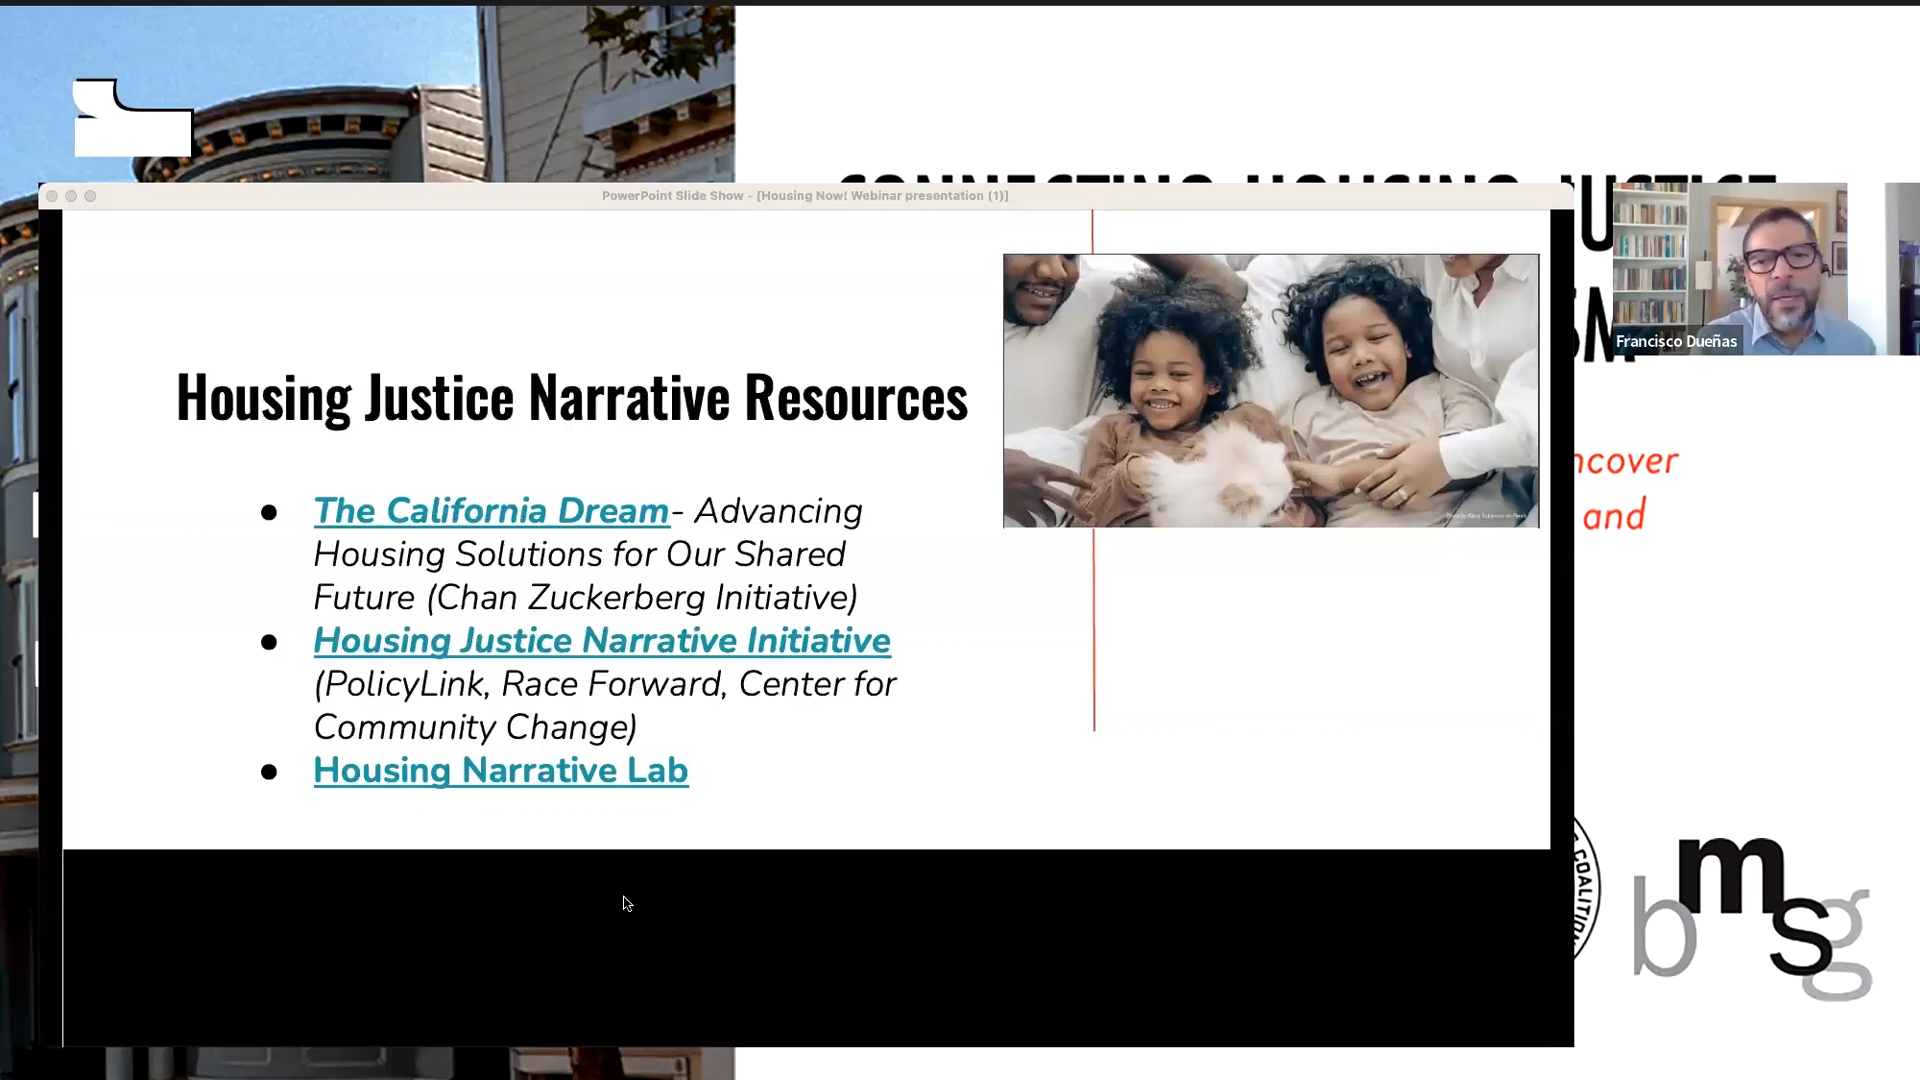 CONNECTING HOUSING JUSTICE
PowerPoint Slide Show - [Housing Now! Webinar presentation (1)]
Francisco Dueñas
Housing Justice Narrative Resources
ncover
and
● The California Dream- Advancing
Housing Solutions for Our Shared
Future (Chan Zuckerberg Initiative)
● Housing Justice Narrative Initiative
(PolicyLink, Race Forward, Center for
Community Change)
● Housing Narrative Lab
COALITION
bmsg